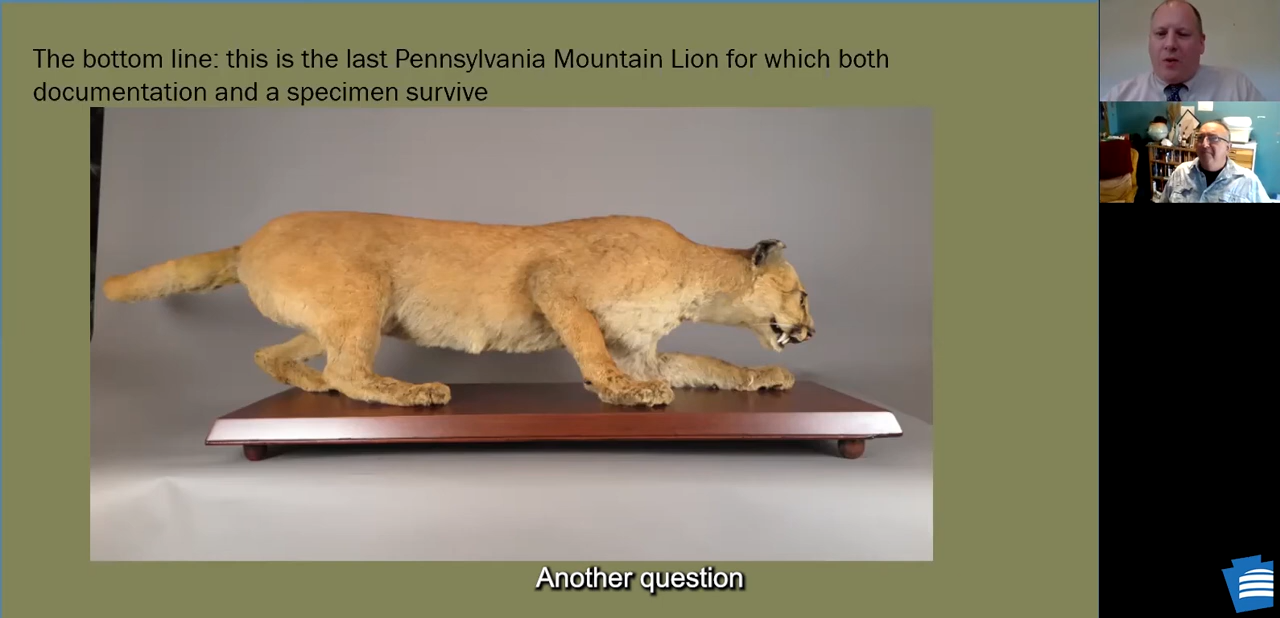 The bottom line: this is the last Pennsylvania Mountain Lion for which both
documentation and a specimen survive
Another question